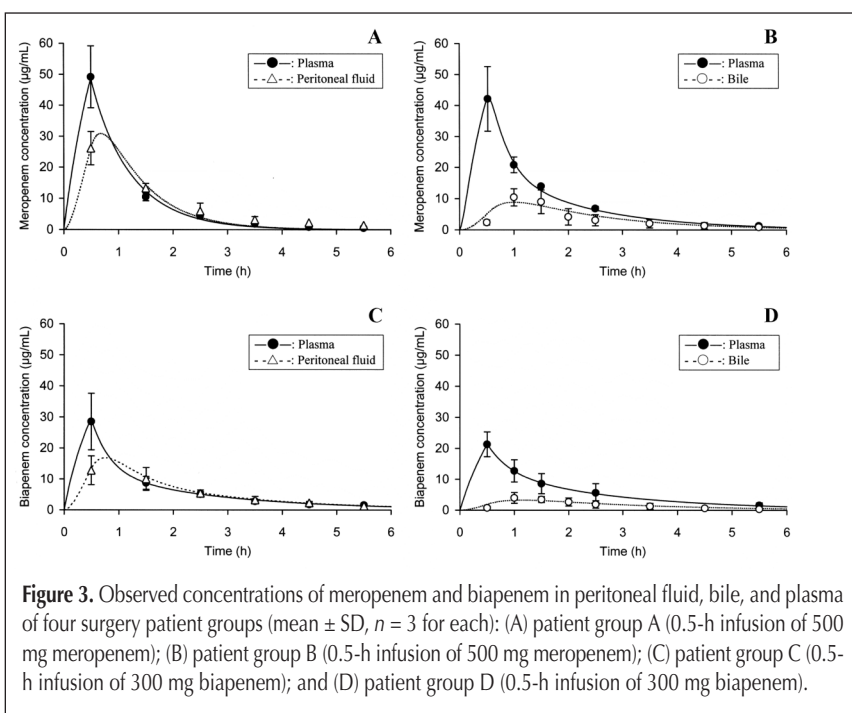 A
Meropenem concentration (µg/mL)
60
50
40
30
20
10
0
—●—: Plasma
---△---: Peritoneal fluid
0 1 2 3 4 5 6
Time (h)
B
Meropenem concentration (µg/mL)
60
50
40
30
20
10
0
—●—: Plasma
---○---: Bile
0 1 2 3 4 5 6
Time (h)
C
Biapenem concentration (µg/mL)
60
50
40
30
20
10
0
—●—: Plasma
---△---: Peritoneal fluid
0 1 2 3 4 5 6
Time (h)
D
Biapenem concentration (µg/mL)
60
50
40
30
20
10
0
—●—: Plasma
---○---: Bile
0 1 2 3 4 5 6
Time (h)
Figure 3. Observed concentrations of meropenem and biapenem in peritoneal fluid, bile, and plasma
of four surgery patient groups (mean ± SD, n = 3 for each): (A) patient group A (0.5-h infusion of 500
mg meropenem); (B) patient group B (0.5-h infusion of 500 mg meropenem); (C) patient group C (0.5-
h infusion of 300 mg biapenem); and (D) patient group D (0.5-h infusion of 300 mg biapenem).